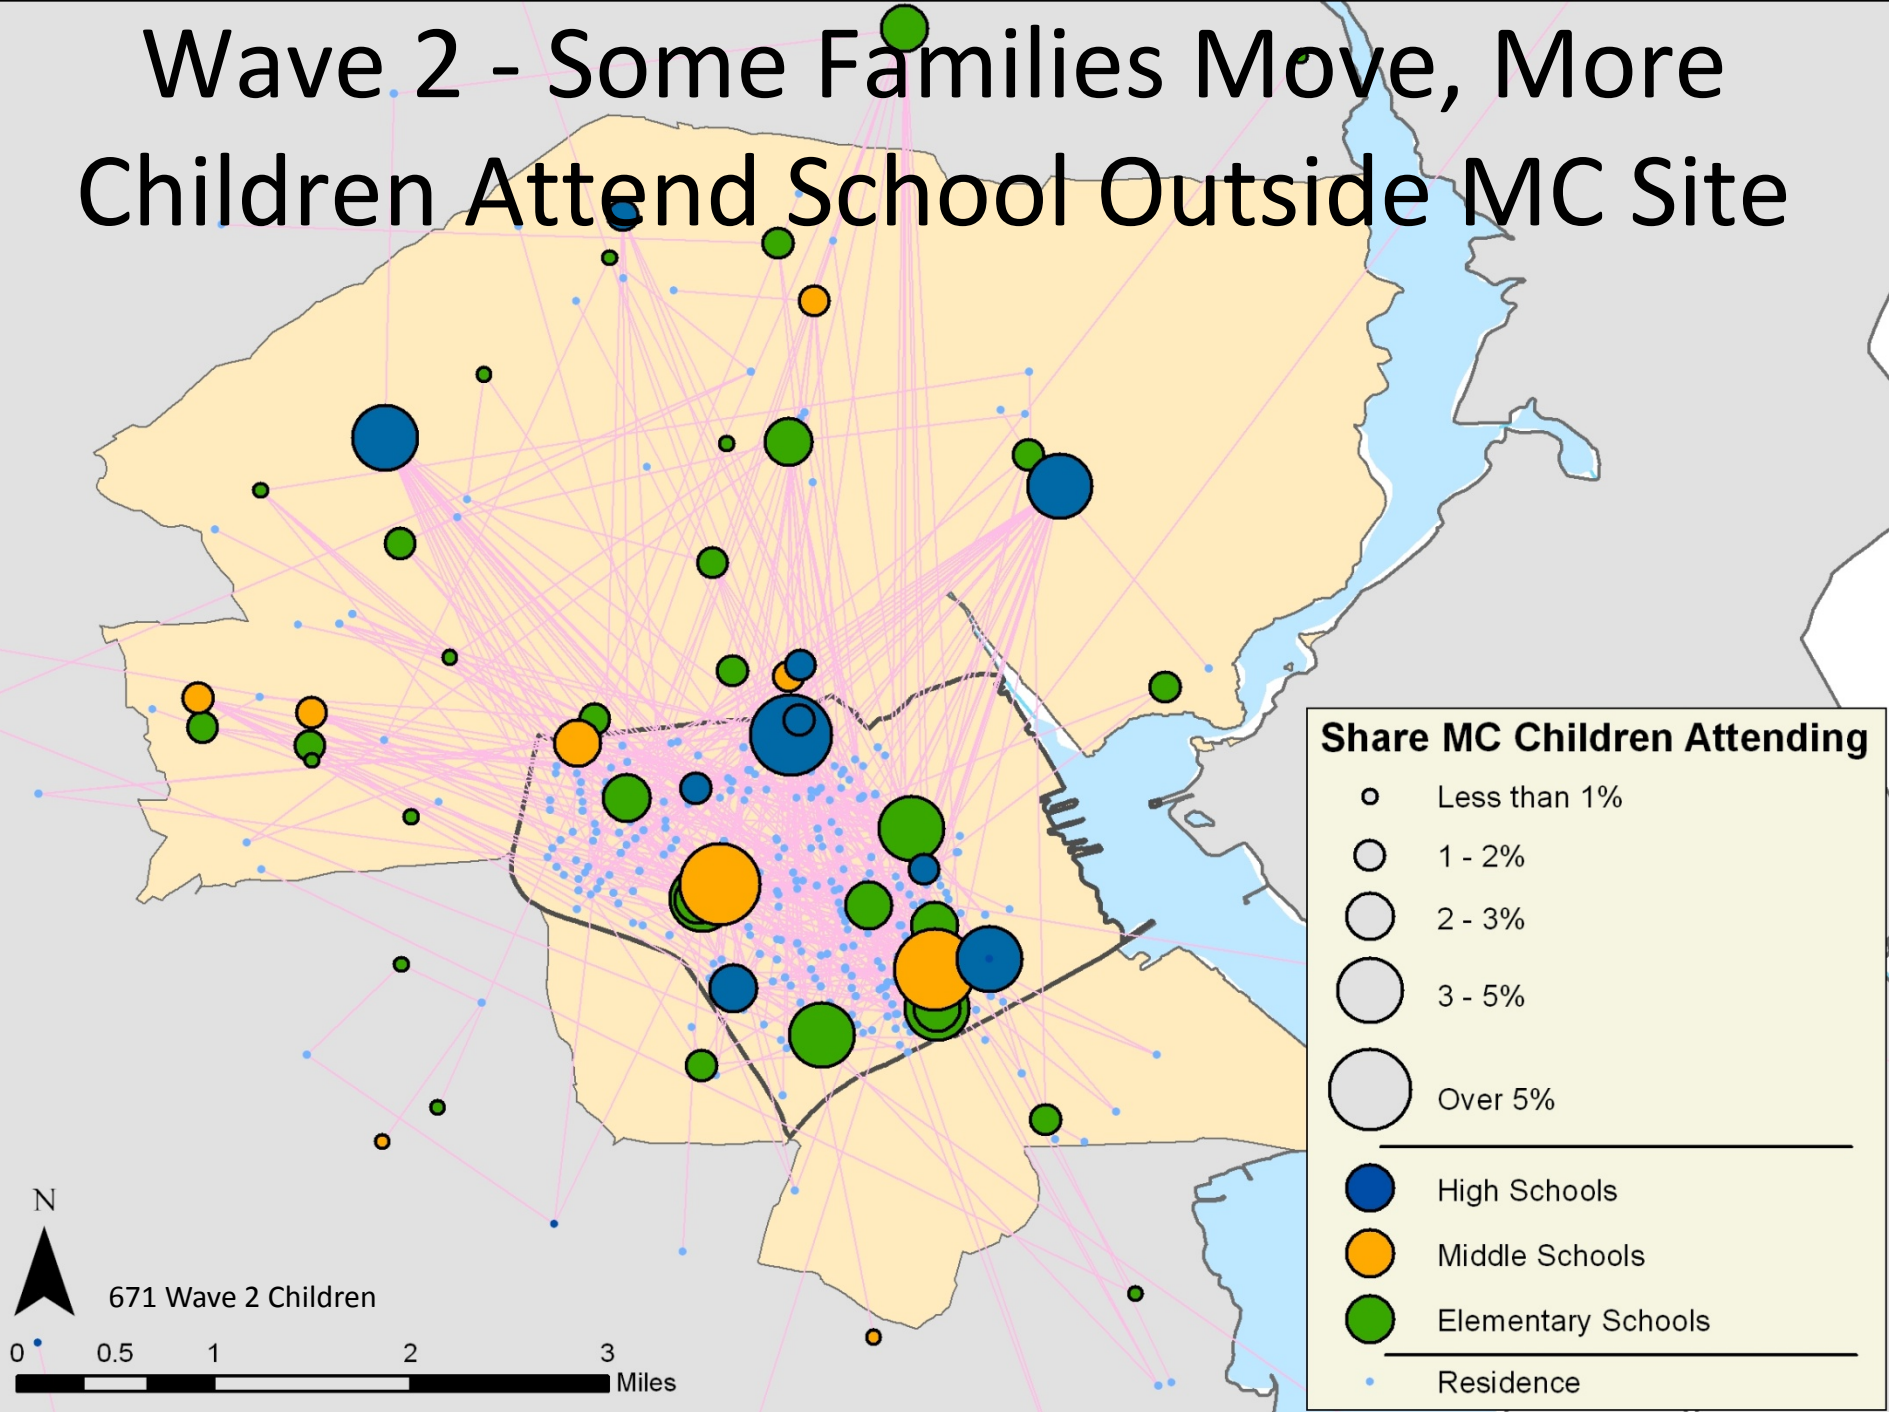 Wave 2 - Some Families Move, More
Children Attend School Outside MC Site
Share MC Children Attending
Less than 1%
1 - 2%
2 - 3%
3 - 5%
Over 5%
High Schools
Middle Schools
Elementary Schools
Residence
N
671 Wave 2 Children
0 0.5 1 2 3
Miles